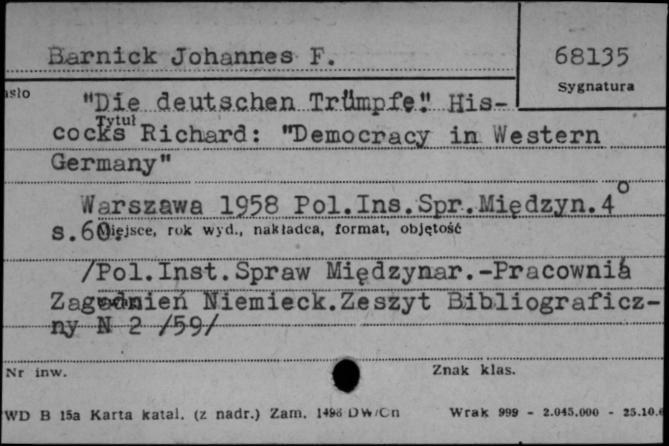 Barnick Johannes F.
68135
Sygnatura
asło
"Die deutschen Trümpfe". His-
Tytuł
cocks Richard: "Democracy in Western
Germany"
Warszawa 1958 Pol.Ins.Spr.Międzyn.4°
s.60. Miejsce, rok wyd., nakładca, format, objętość
/Pol.Inst.Spraw Międzynar.-Pracownia
Zagadnień Niemieck.Zeszyt Bibliograficz-
ny N 2 /59/
Nr inw.
Znak klas.
WD B 15a Karta katal. (z nadr.) Zam. 1498 DW/Cn
Wrak 999 - 2.045.000 - 25.10.